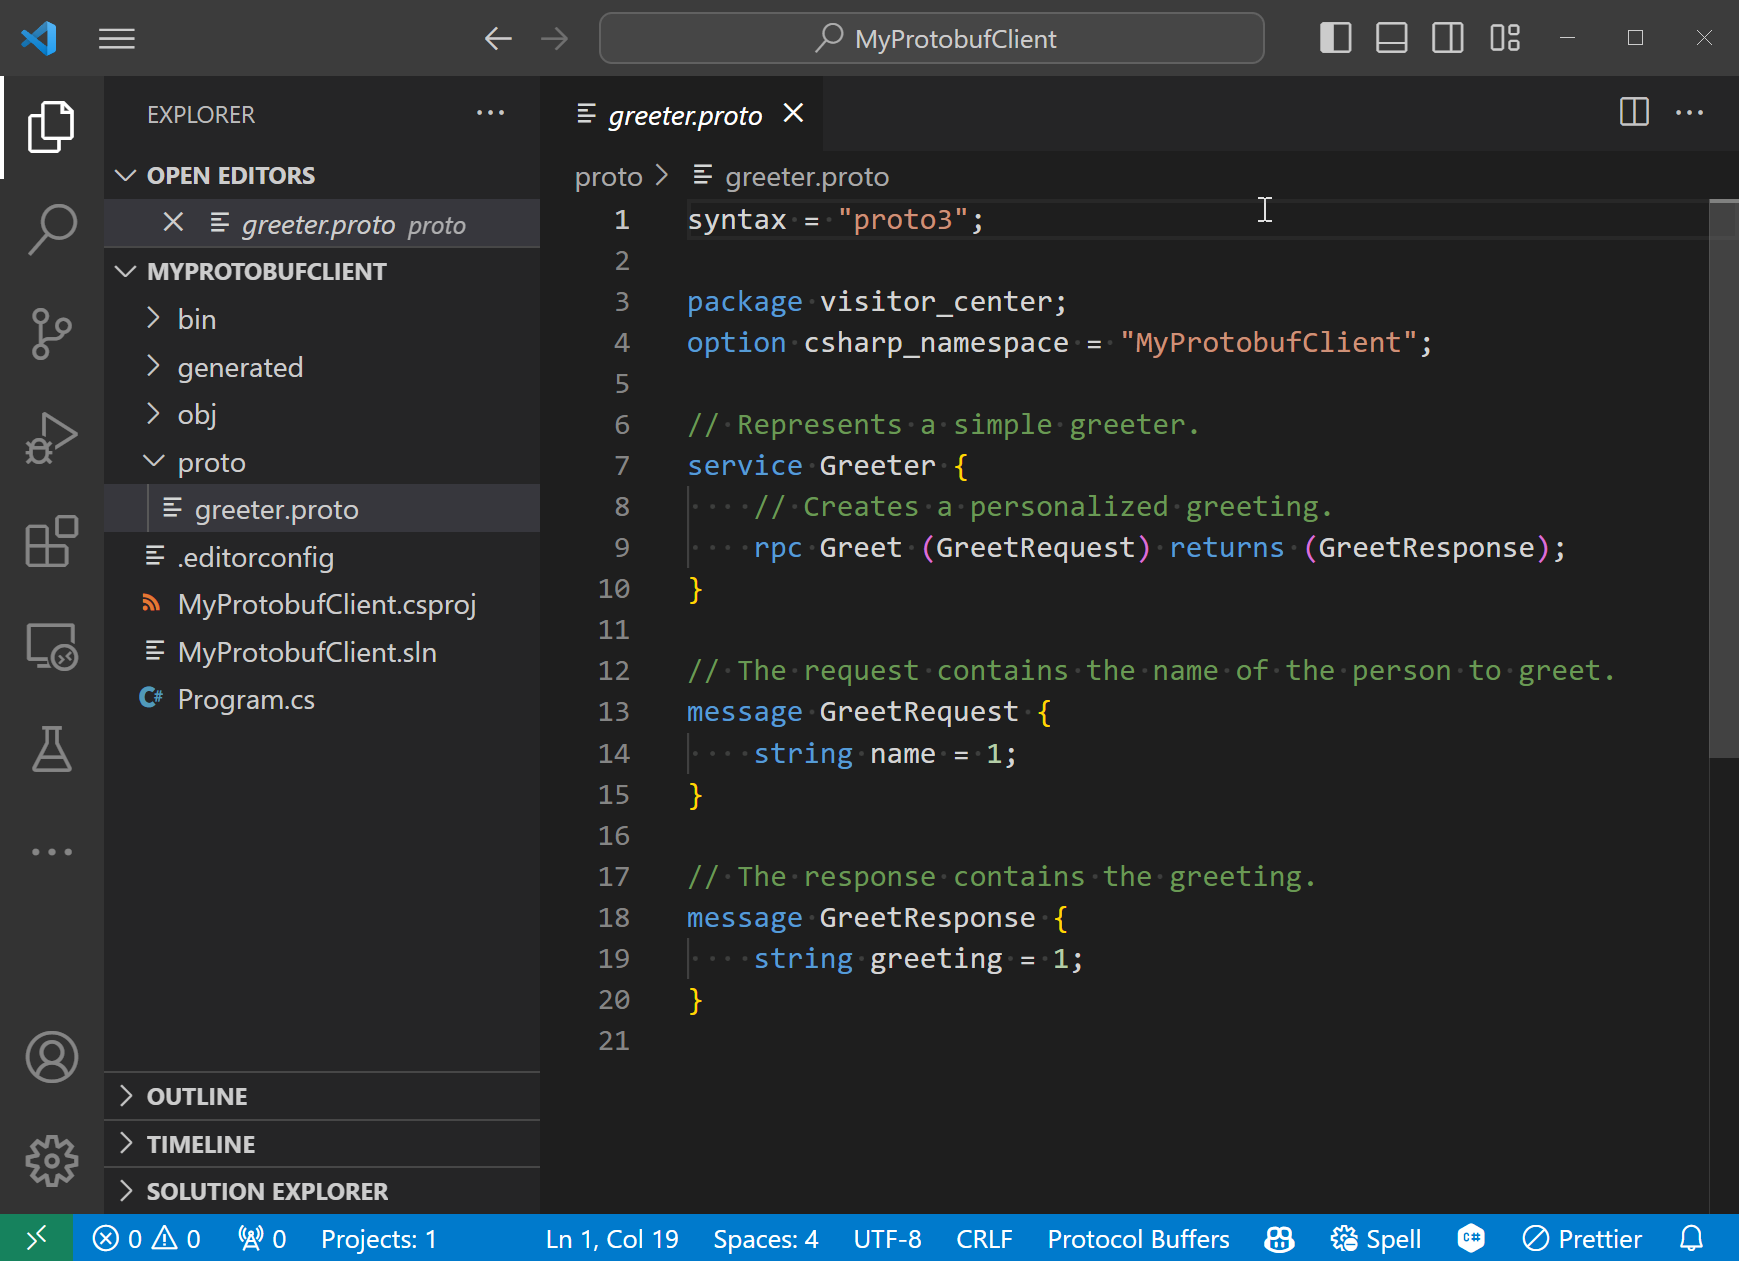 MyProtobufClient
EXPLORER
OPEN EDITORS
greeter.proto proto
MYPROTOBUFCLIENT
bin
generated
obj
proto
greeter.proto
.editorconfig
MyProtobufClient.csproj
MyProtobufClient.sln
C# Program.cs
OUTLINE
TIMELINE
SOLUTION EXPLORER
greeter.proto
proto > greeter.proto
1 syntax = "proto3";
2
3 package visitor_center;
4 option csharp_namespace = "MyProtobufClient";
5
6 // Represents a simple greeter.
7 service Greeter {
8     // Creates a personalized greeting.
9     rpc Greet (GreetRequest) returns (GreetResponse);
10 }
11
12 // The request contains the name of the person to greet.
13 message GreetRequest {
14     string name = 1;
15 }
16
17 // The response contains the greeting.
18 message GreetResponse {
19     string greeting = 1;
20 }
21
0 0 0 Projects: 1 Ln 1, Col 19 Spaces: 4 UTF-8 CRLF Protocol Buffers Spell C# Prettier